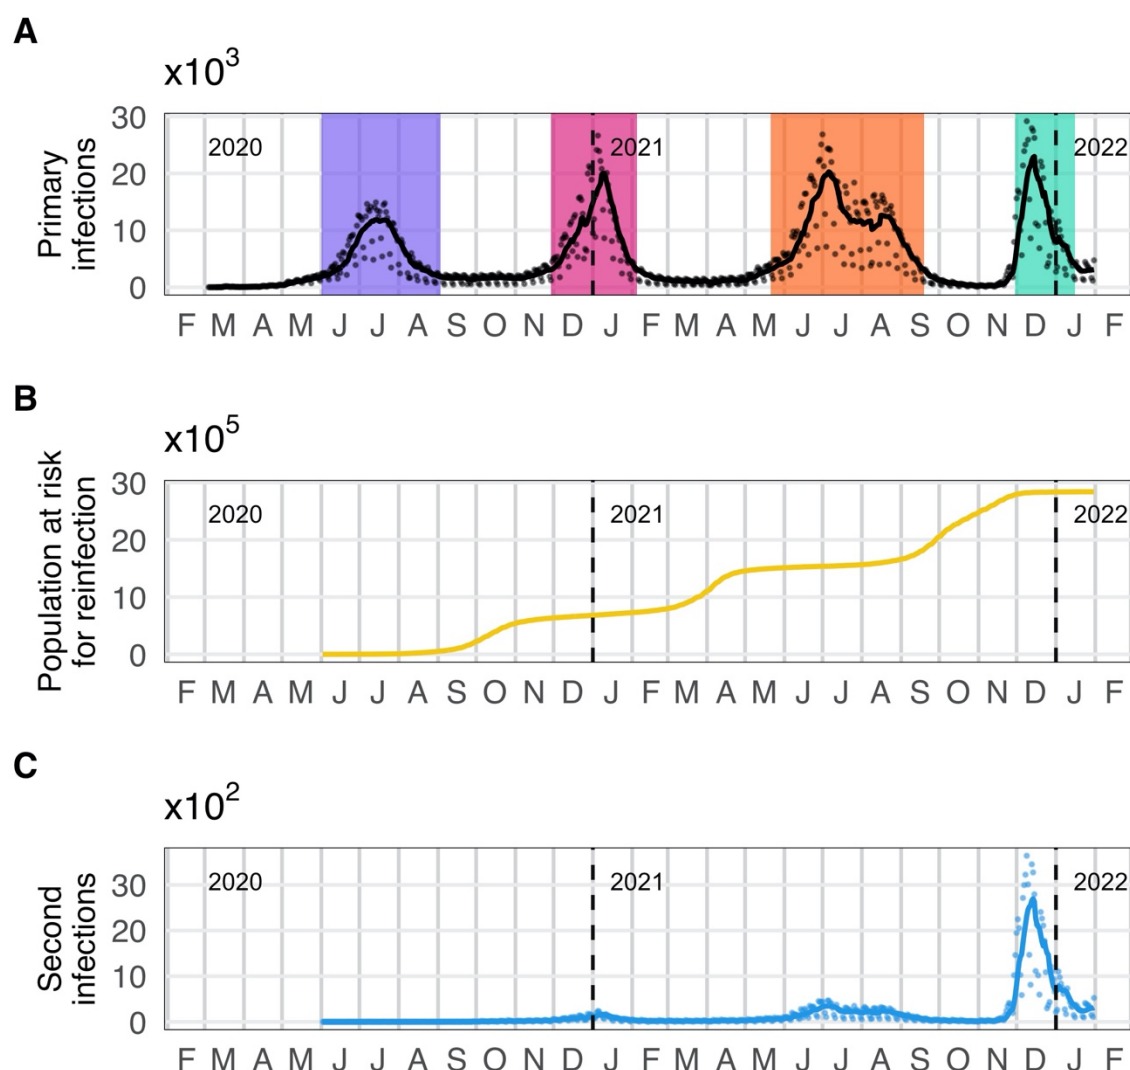 A
x10³
Primary
infections
30
20
10
0
2020
2021
2022
F M A M J J A S O N D J F M A M J J A S O N D J F
B
x10⁵
Population at risk
for reinfection
30
20
10
0
2020
2021
2022
F M A M J J A S O N D J F M A M J J A S O N D J F
C
x10²
Second
infections
30
20
10
0
2020
2021
2022
F M A M J J A S O N D J F M A M J J A S O N D J F